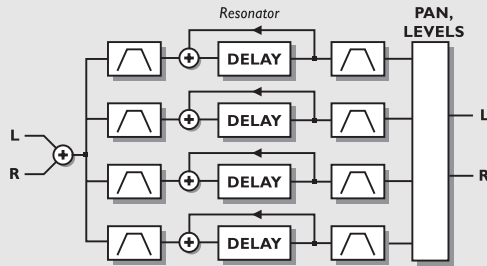 Resonator
PAN,
LEVELS
DELAY
DELAY
L
L
R
R
DELAY
DELAY